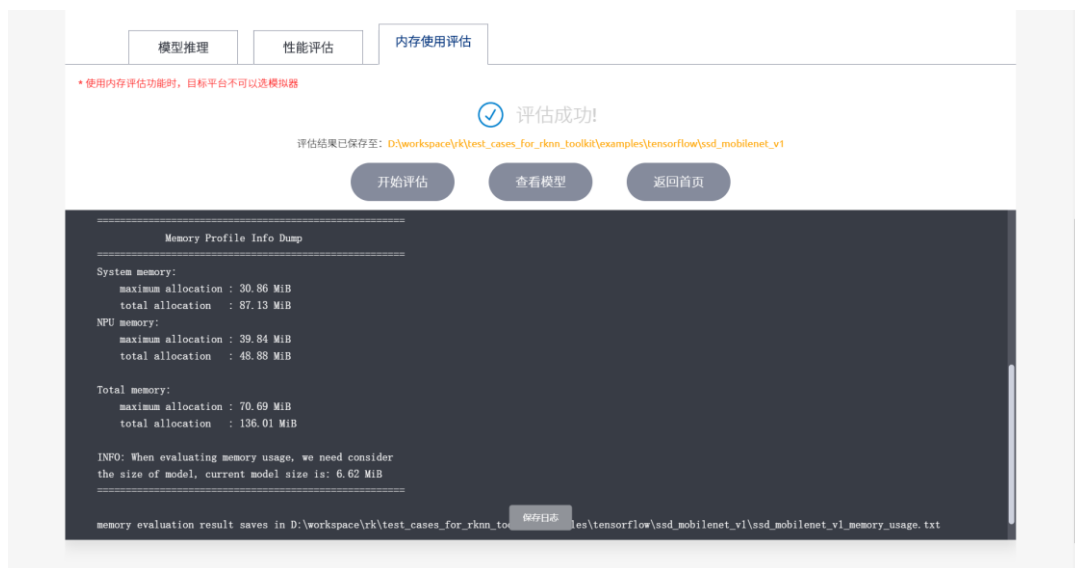 模型推理
性能评估
内存使用评估
* 使用内存评估功能时，目标平台不可以选模拟器
评估成功!
评估结果已保存至：D:\workspace\rk\test_cases_for_rknn_toolkit\examples\tensorflow\ssd_mobilenet_v1
开始评估
查看模型
返回首页
======================================================
Memory Profile Info Dump
======================================================
System memory:
maximum allocation : 30.86 MiB
total allocation   : 87.13 MiB
NPU memory:
maximum allocation : 39.84 MiB
total allocation   : 48.88 MiB
Total memory:
maximum allocation : 70.69 MiB
total allocation   : 136.01 MiB
INFO: When evaluating memory usage, we need consider
the size of model, current model size is: 6.62 MiB
======================================================
memory evaluation result saves in D:\workspace\rk\test_cases_for_rknn_to les\tensorflow\ssd_mobilenet_v1\ssd_mobilenet_v1_memory_usage.txt
保存日志